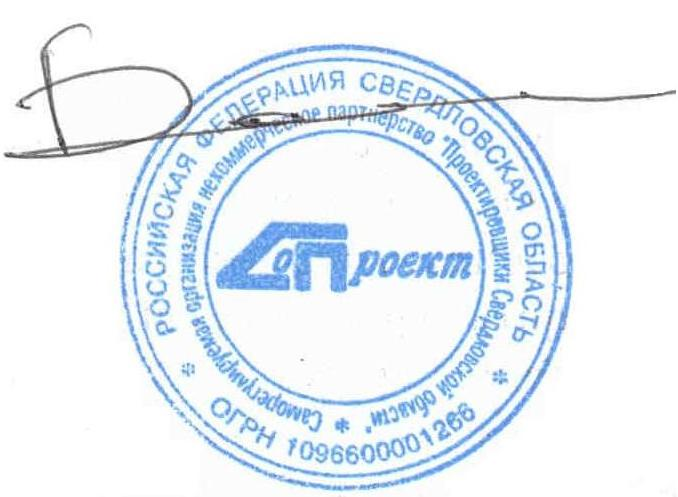 РОССИЙСКАЯ ФЕДЕРАЦИЯ СВЕРДЛОВСКАЯ ОБЛАСТЬ
* ОГРН 1096600001266 *
Саморегулируемая организация некоммерческое партнерство "Проектировщики Свердловской области" *
СоПроект